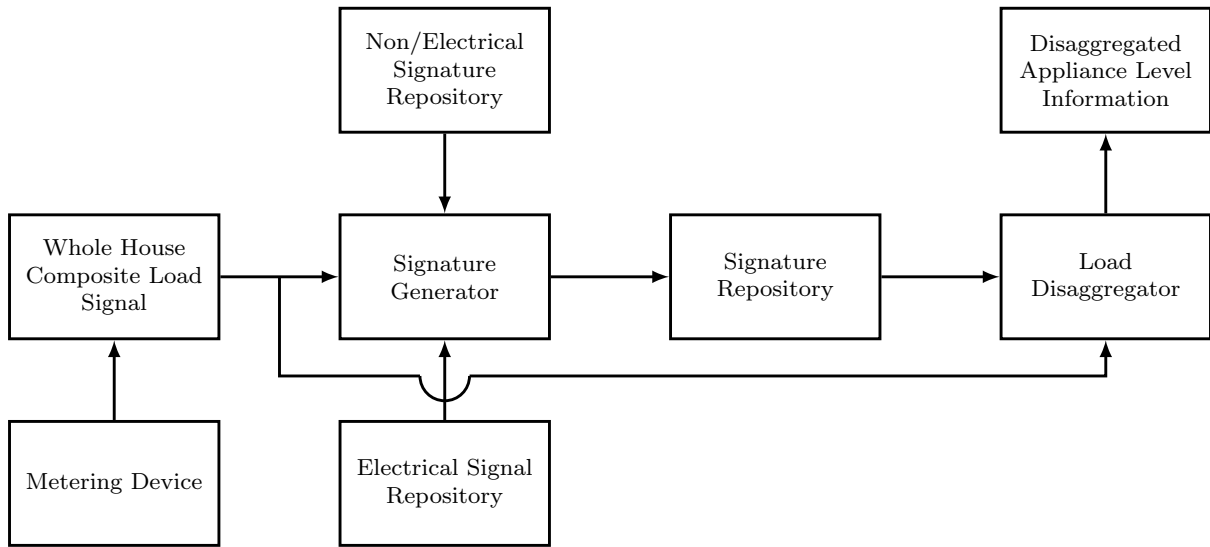 Non/Electrical
Signature
Repository
Disaggregated
Appliance Level
Information
Whole House
Composite Load
Signal
Signature
Generator
Signature
Repository
Load
Disaggregator
Metering Device
Electrical Signal
Repository